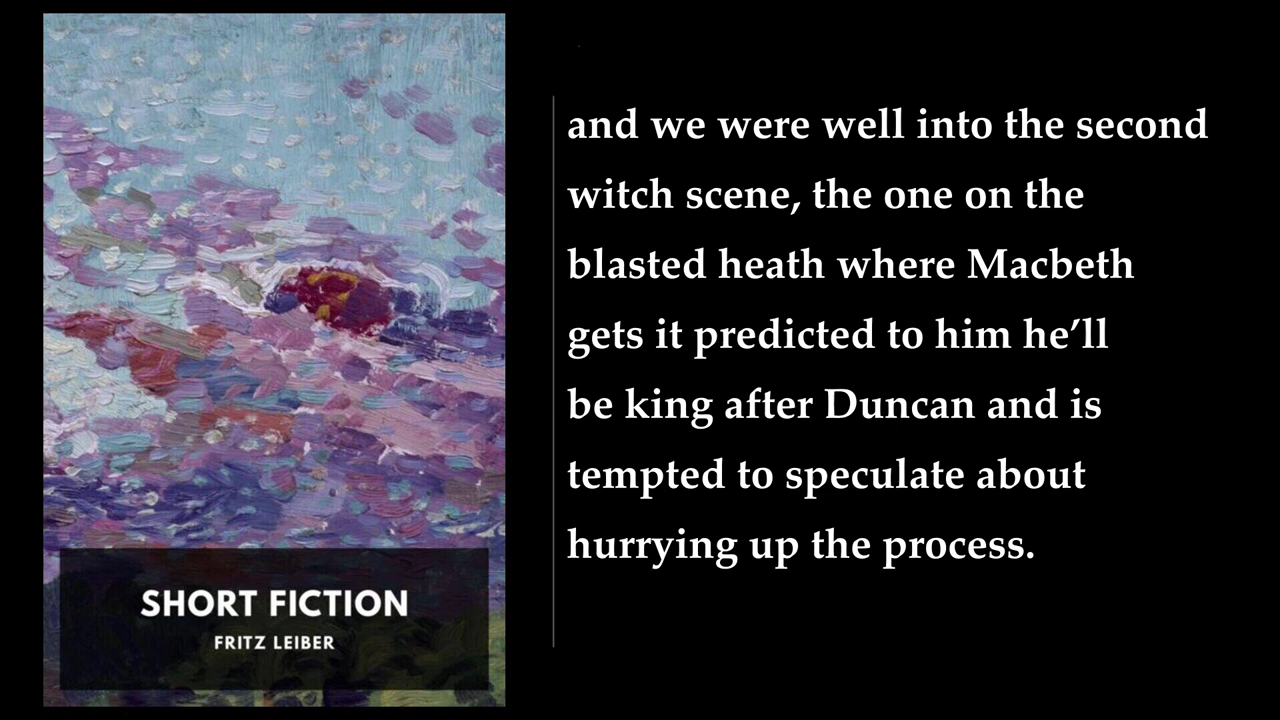 SHORT FICTION
FRITZ LEIBER
and we were well into the second
witch scene, the one on the
blasted heath where Macbeth
gets it predicted to him he’ll
be king after Duncan and is
tempted to speculate about
hurrying up the process.